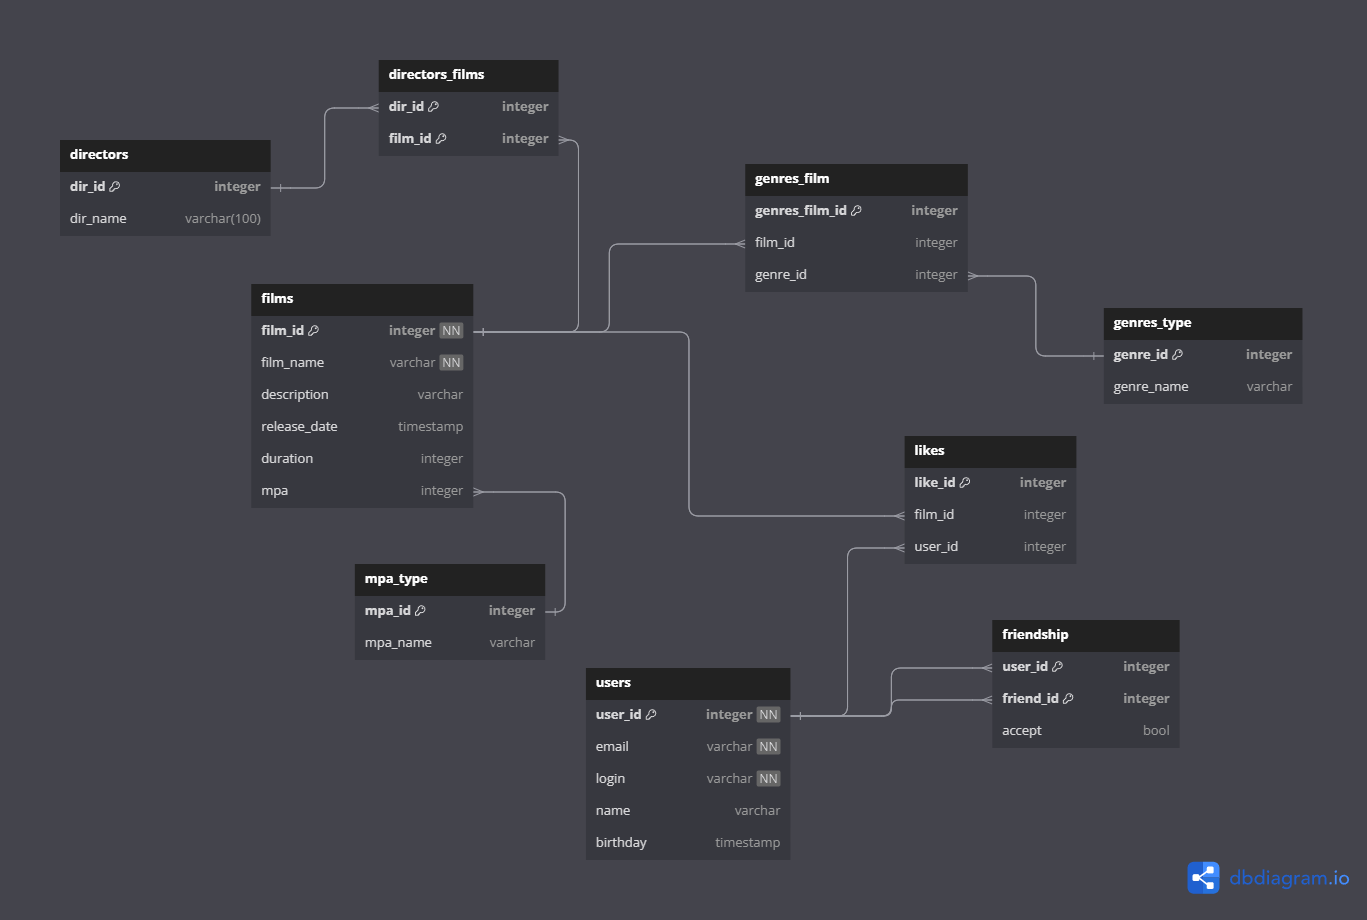 directors_films
dir_id integer
film_id integer
directors
dir_id integer
dir_name varchar(100)
genres_film
genres_film_id integer
film_id integer
genre_id integer
films
film_id integer NN
film_name varchar NN
description varchar
release_date timestamp
duration integer
mpa integer
genres_type
genre_id integer
genre_name varchar
likes
like_id integer
film_id integer
user_id integer
mpa_type
mpa_id integer
mpa_name varchar
friendship
user_id integer
friend_id integer
accept bool
users
user_id integer NN
email varchar NN
login varchar NN
name varchar
birthday timestamp
dbdiagram.io